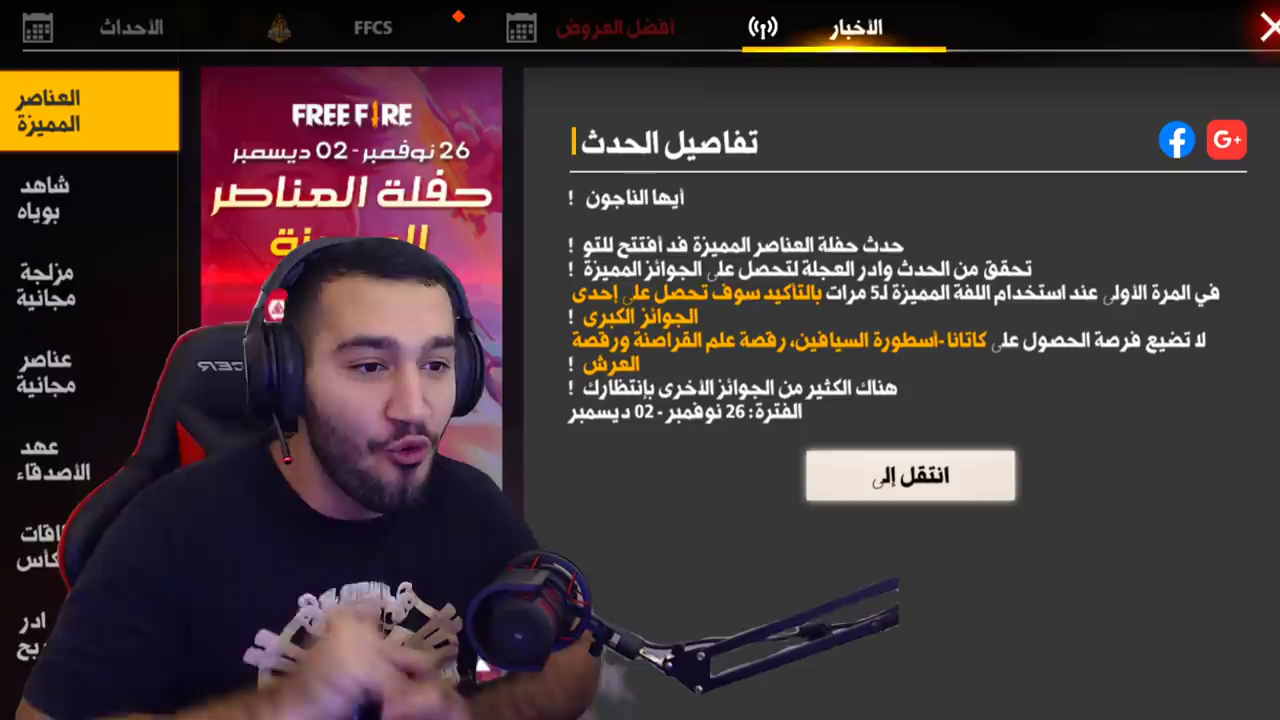 الأحداث
FFCS
أفضل العروض
الأخبار
العناصر
المميزة
شاهد
بوياه
مزلجة
مجانية
عناصر
مجانية
عهد
الأصدقاء
FREE FIRE
26 نوفمبر - 02 ديسمبر
حفلة العناصر
تفاصيل الحدث
G+
أيها الناجون !
حدث حفلة العناصر المميزة قد أفتتح للتو !
تحقق من الحدث وادر العجلة لتحصل على الجوائز المميزة !
في المرة الأولى عند استخدام اللفة المميزة لـ5 مرات بالتأكيد سوف تحصل على إحدى
الجوائز الكبرى !
لا تضيع فرصة الحصول على كاتانا -أسطورة السيافين، رقصة علم القراصنة ورقصة
العرش !
هناك الكثير من الجوائز الأخرى بإنتظارك !
الفترة: 26 نوفمبر - 02 ديسمبر
انتقل إلى